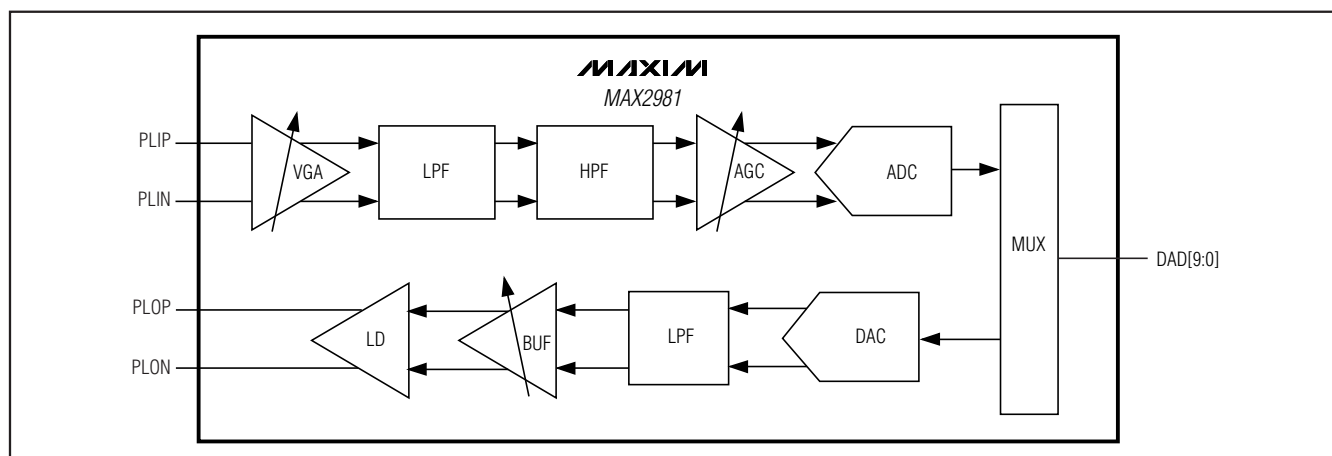 MAXIM
MAX2981
PLIP
PLIN
VGA
LPF
HPF
AGC
ADC
MUX
DAD[9:0]
PLOP
PLON
LD
BUF
LPF
DAC